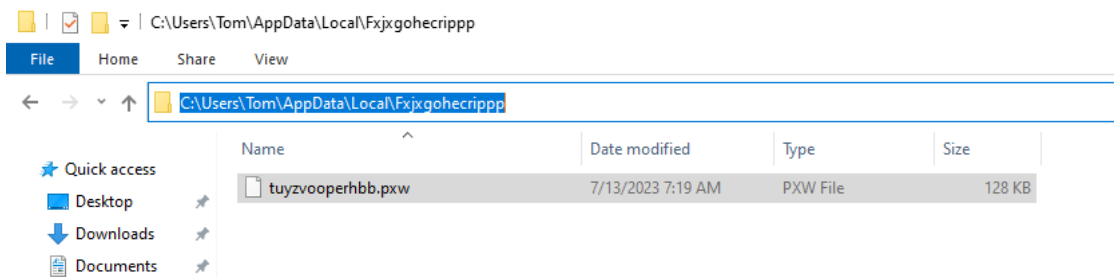 C:\Users\Tom\AppData\Local\Fxjxgohecrippp
File Home Share View
C:\Users\Tom\AppData\Local\Fxjxgohecrippp
Name Date modified Type Size
Quick access
tuyzvooperhbb.pxw 7/13/2023 7:19 AM PXW File 128 KB
Desktop
Downloads
Documents